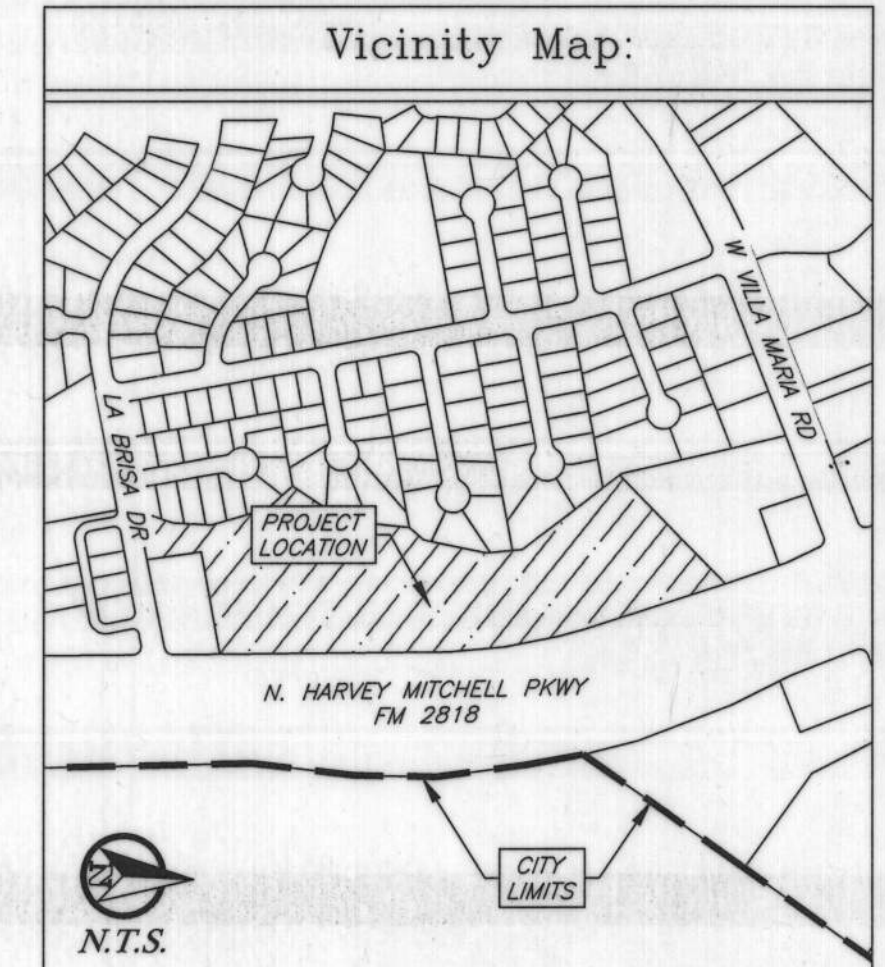 Vicinity Map:
W VILLA MARIA RD
LA BRISA DR
PROJECT
LOCATION
N. HARVEY MITCHELL PKWY
FM 2818
CITY
LIMITS
N
N.T.S.